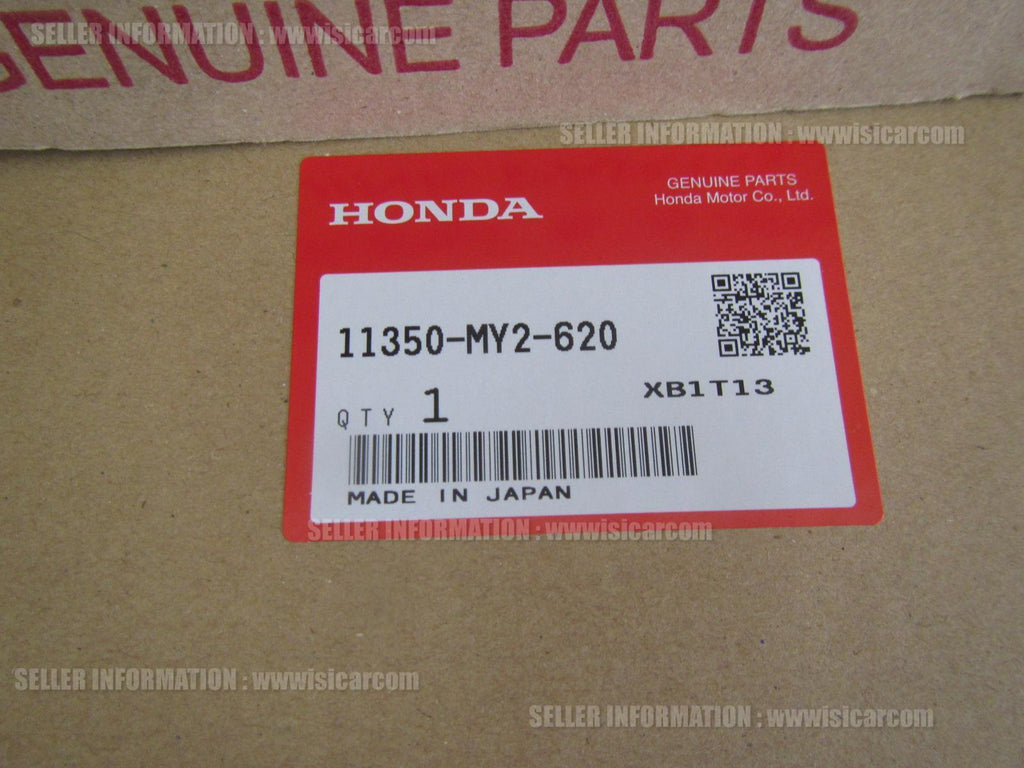 GENUINE PARTS
SELLER INFORMATION : wwwisicarcom
SELLER INFORMATION : wwwisicarcom
HONDA
GENUINE PARTS
Honda Motor Co., Ltd.
11350-MY2-620
XB1T13
QTY 1
MADE IN JAPAN
SELLER INFORMATION : wwwisicarcom
SELLER INFORMATION : wwwisicarcom
SELLER INFORMATION : wwwisicarcom